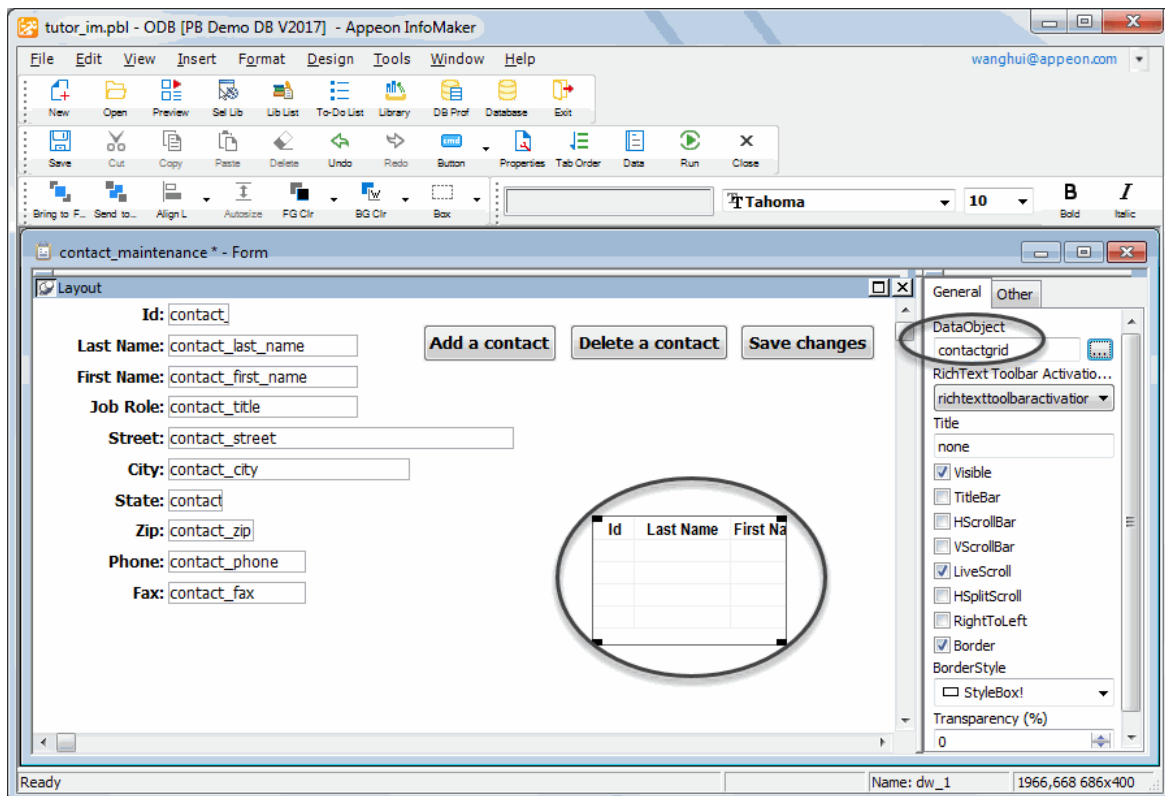 tutor_im.pbl - ODB [PB Demo DB V2017] - Appeon InfoMaker
File Edit View Insert Format Design Tools Window Help wanghui@appeon.com
New Open Preview Sel Lib Lib List To-Do List Library DB Prof Database Exit
cmd
Save Cut Copy Paste Delete Undo Redo Button Properties Tab Order Data Run Close
W Tahoma 10 B I
Bring to F... Send to... Align L Autosize FG Clr BG Clr Box Bold Italic
contact_maintenance * - Form
Layout
Id: contact_
Last Name: contact_last_name
First Name: contact_first_name
Job Role: contact_title
Street: contact_street
City: contact_city
State: contact
Zip: contact_zip
Phone: contact_phone
Fax: contact_fax
Add a contact Delete a contact Save changes
Id Last Name First Na
General Other
DataObject
contactgrid ...
RichText Toolbar Activatio...
richtexttoolbaractivation
Title
none
Visible
TitleBar
HScrollBar
VScrollBar
LiveScroll
HSplitScroll
RightToLeft
Border
BorderStyle
StyleBox!
Transparency (%)
0
Ready Name: dw_1 1966,668 686x400